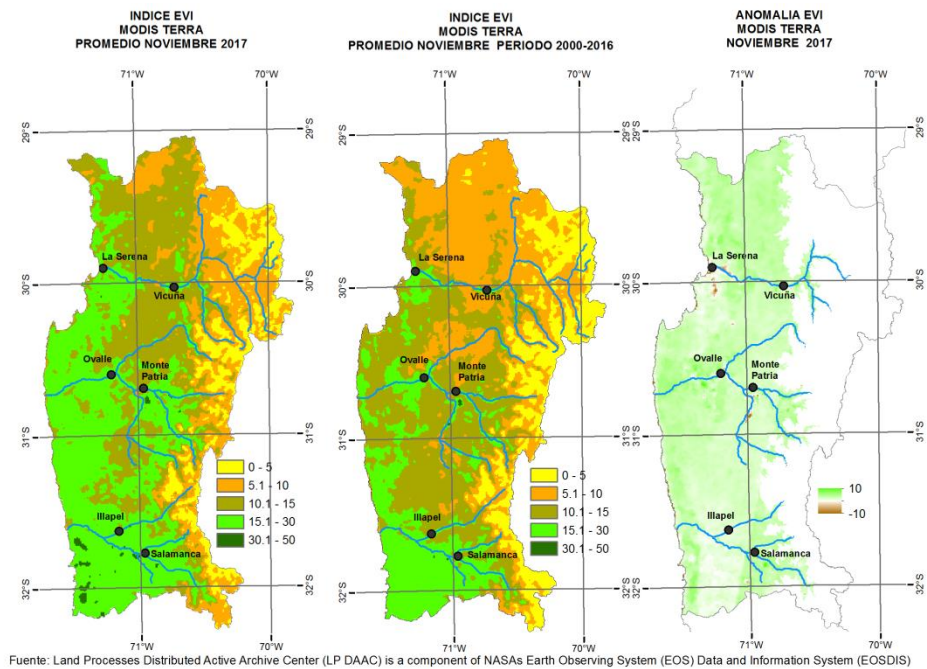 INDICE EVI
MODIS TERRA
PROMEDIO NOVIEMBRE 2017
71°W
70°W
29°S
30°S
31°S
32°S
La Serena
Vicuña
Ovalle
Monte
Patria
Illapel
Salamanca
0 - 5
5.1 - 10
10.1 - 15
15.1 - 30
30.1 - 50
29°S
30°S
31°S
32°S
71°W
70°W
INDICE EVI
MODIS TERRA
PROMEDIO NOVIEMBRE PERIODO 2000-2016
71°W
70°W
29°S
30°S
31°S
32°S
La Serena
Vicuña
Ovalle
Monte
Patria
Illapel
Salamanca
0 - 5
5.1 - 10
10.1 - 15
15.1 - 30
30.1 - 50
29°S
30°S
31°S
32°S
71°W
70°W
ANOMALIA EVI
MODIS TERRA
NOVIEMBRE 2017
71°W
70°W
29°S
30°S
31°S
32°S
La Serena
Vicuña
Ovalle
Monte
Patria
Illapel
Salamanca
10
-10
29°S
30°S
31°S
32°S
71°W
70°W
Fuente: Land Processes Distributed Active Archive Center (LP DAAC) is a component of NASAs Earth Observing System (EOS) Data and Information System (EOSDIS)